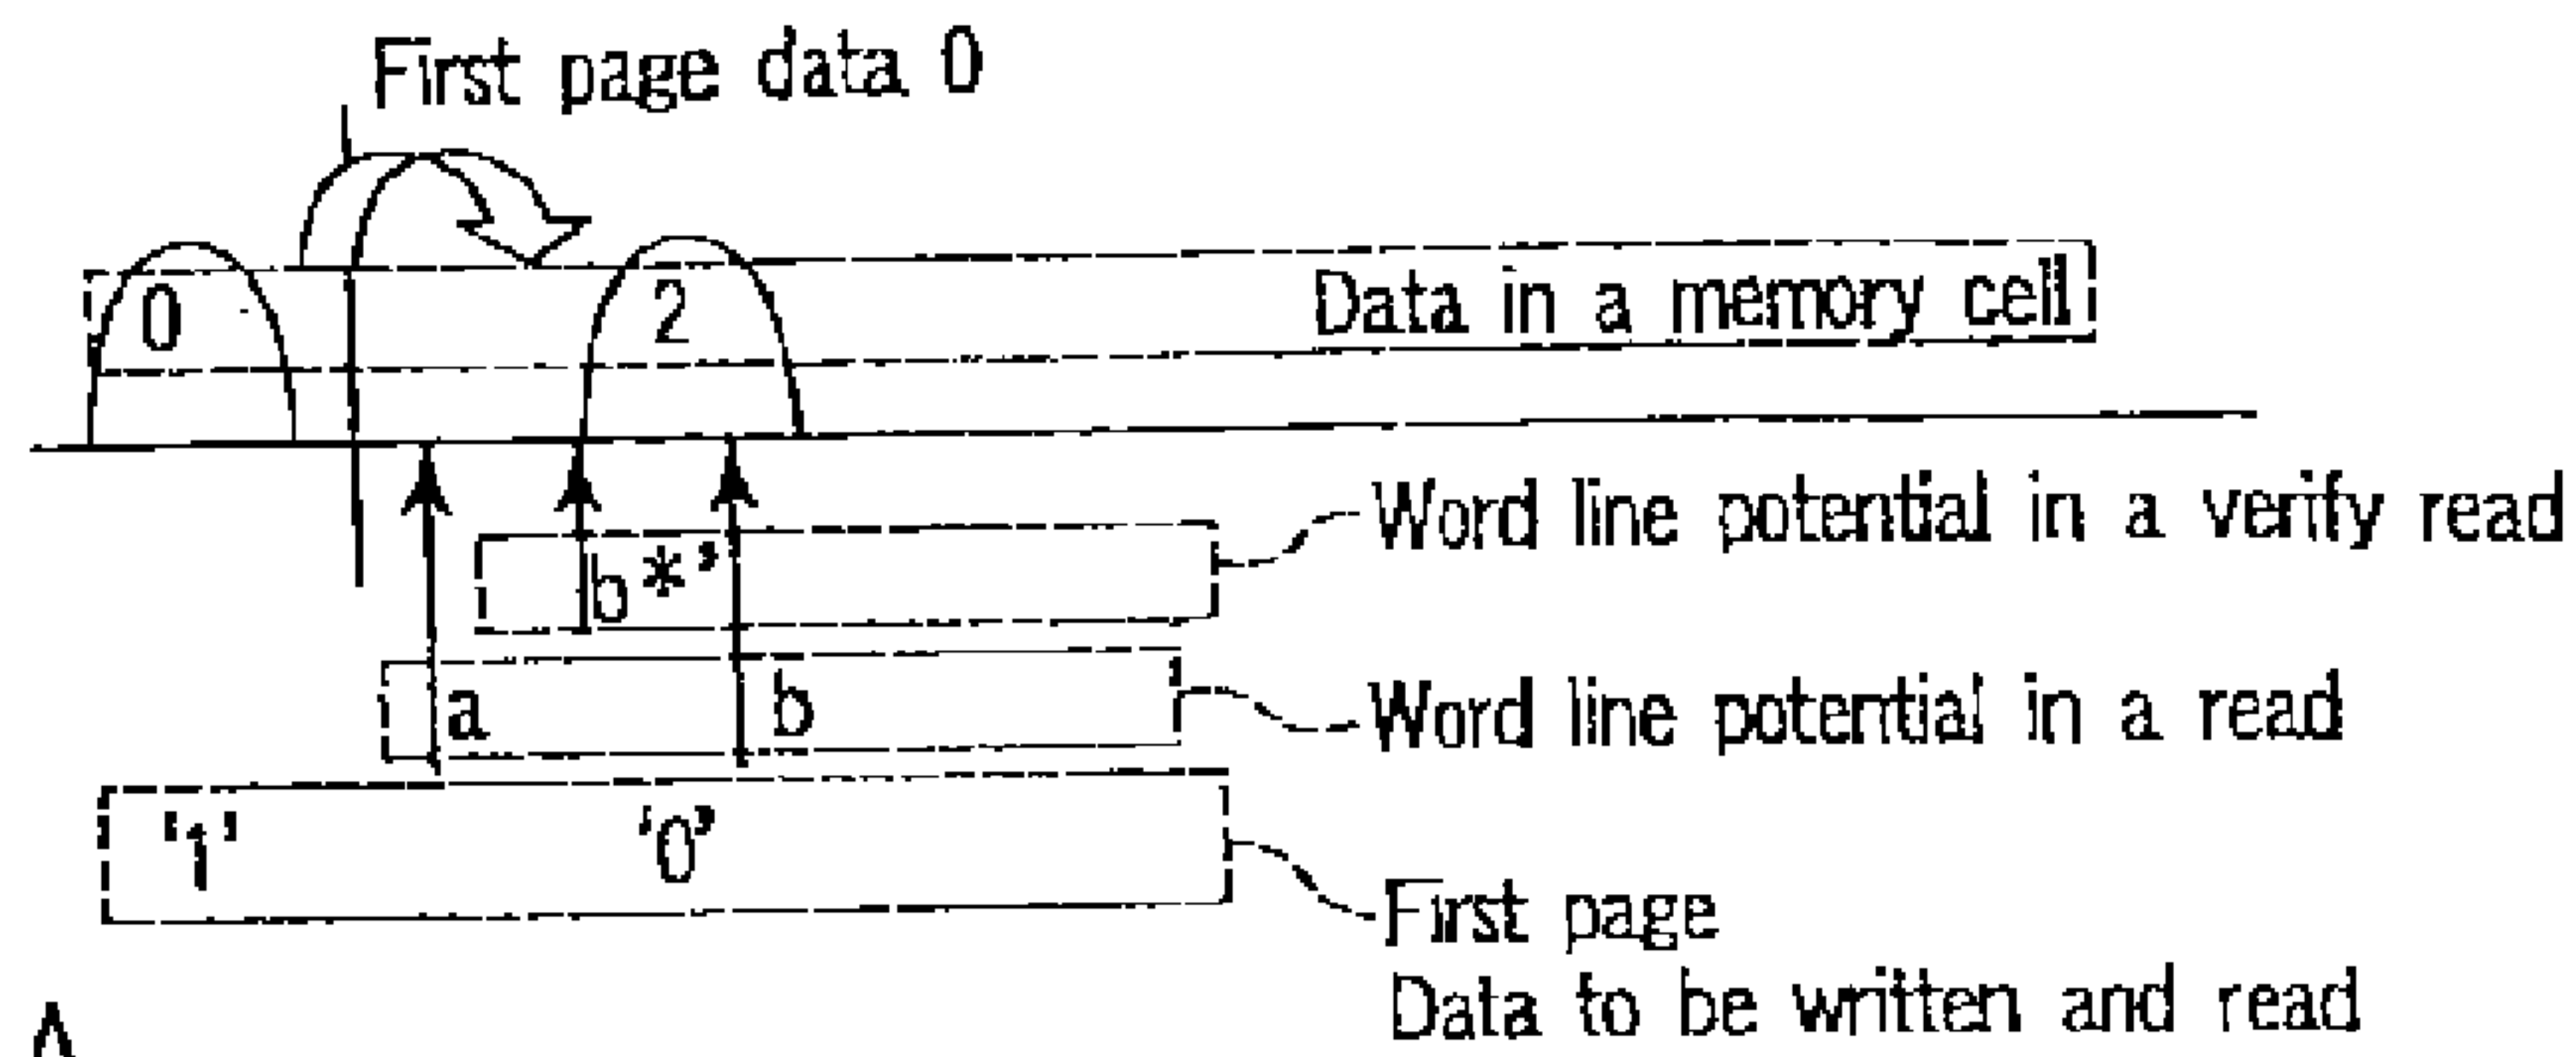 First page data 0
0 2 Data in a memory cell
Word line potential in a verify read
b*'
a b
Word line potential in a read
'1' '0'
First page
Data to be written and read